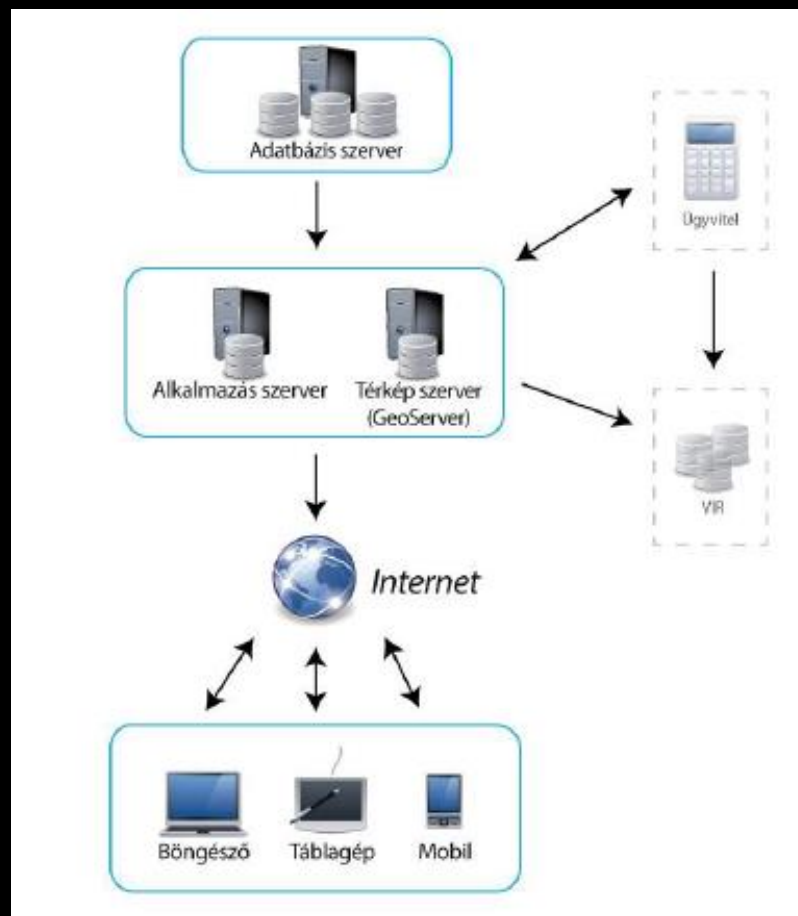 Adatbázis szerver
Ügyvitel
Alkalmazás szerver
Térkép szerver
(GeoServer)
VIR
Internet
Böngésző
Táblagép
Mobil